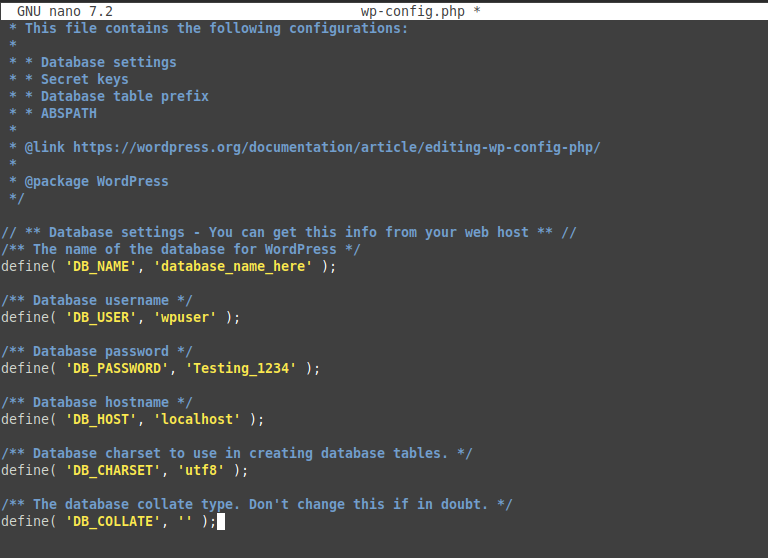 GNU nano 7.2 wp-config.php *
 * This file contains the following configurations:
 *
 * * Database settings
 * * Secret keys
 * * Database table prefix
 * * ABSPATH
 *
 * @link https://wordpress.org/documentation/article/editing-wp-config-php/
 *
 * @package WordPress
 */
// ** Database settings - You can get this info from your web host ** //
/** The name of the database for WordPress */
define( 'DB_NAME', 'database_name_here' );
/** Database username */
define( 'DB_USER', 'wpuser' );
/** Database password */
define( 'DB_PASSWORD', 'Testing_1234' );
/** Database hostname */
define( 'DB_HOST', 'localhost' );
/** Database charset to use in creating database tables. */
define( 'DB_CHARSET', 'utf8' );
/** The database collate type. Don't change this if in doubt. */
define( 'DB_COLLATE', '' );